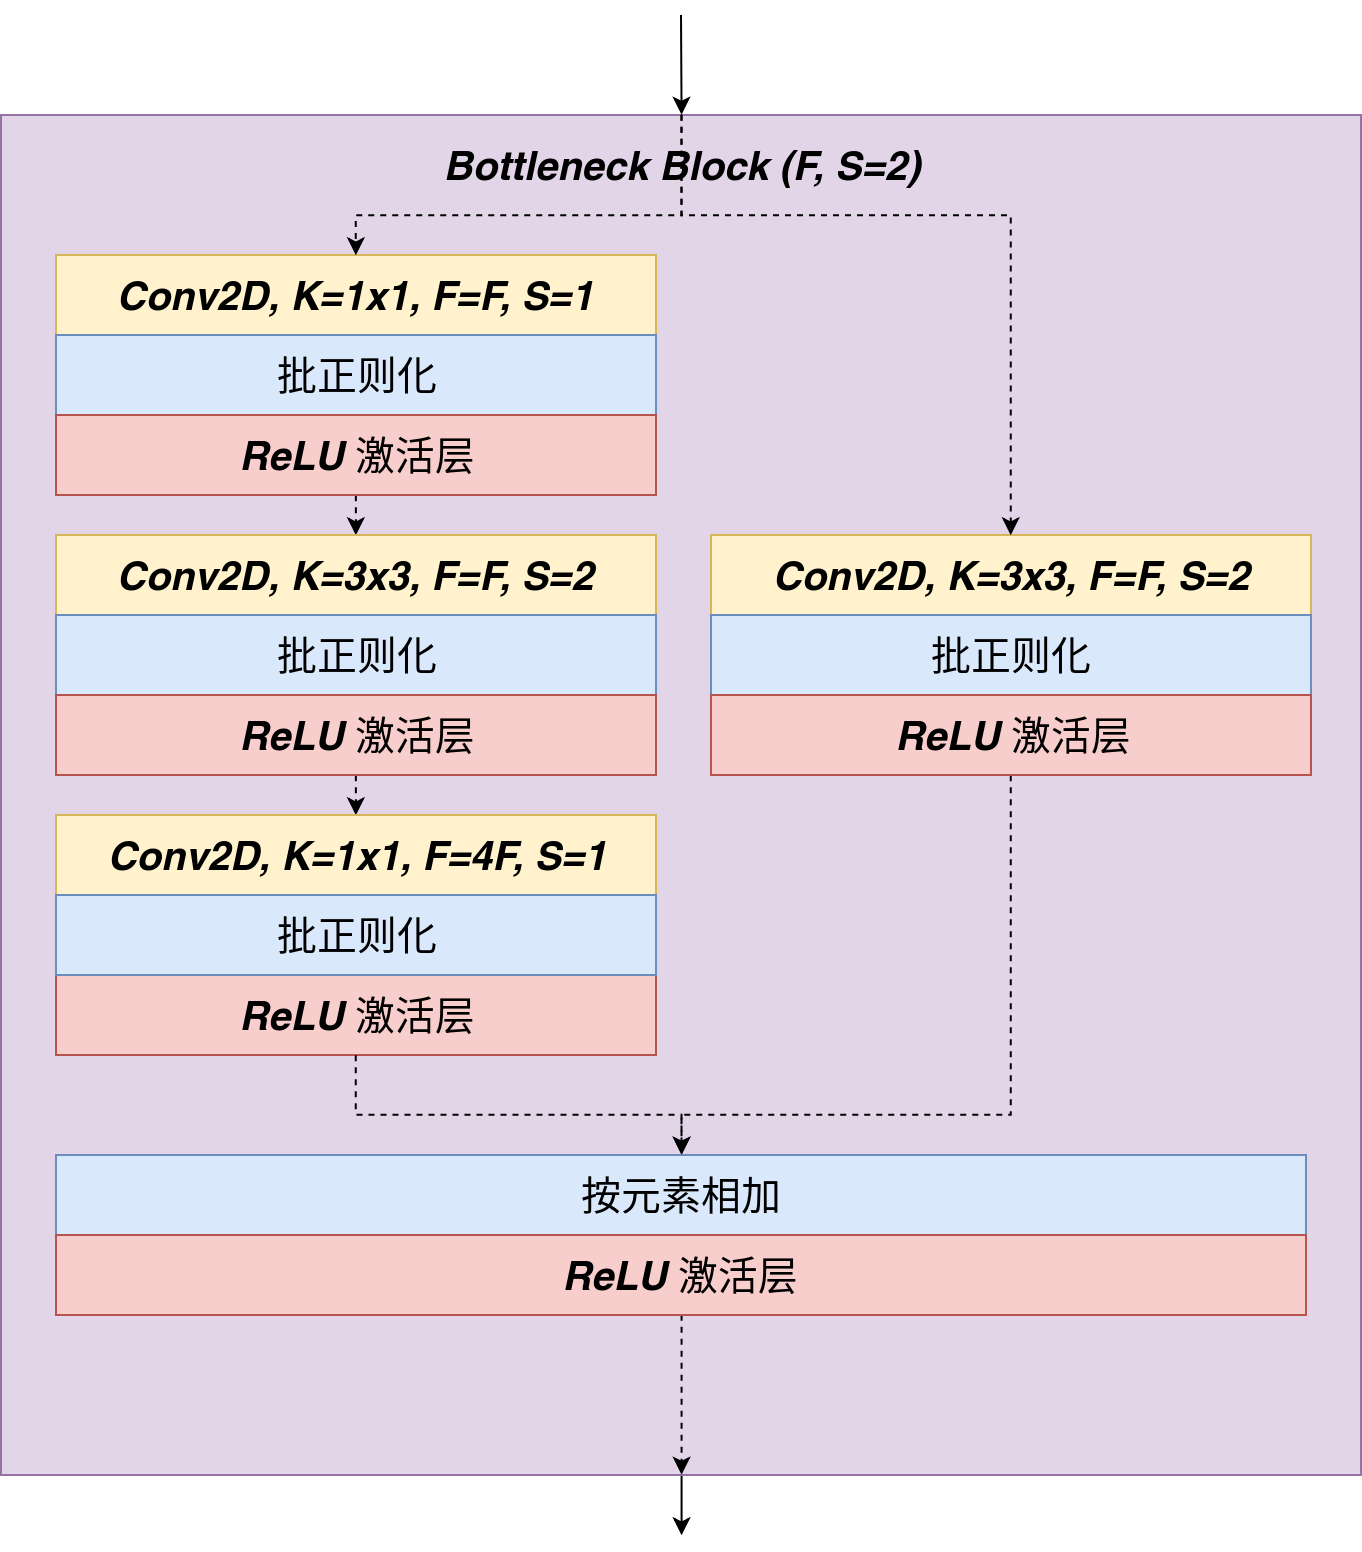 Bottleneck Block (F, S=2)
Conv2D, K=1x1, F=F, S=1
批正则化
ReLU 激活层
Conv2D, K=3x3, F=F, S=2
批正则化
ReLU 激活层
Conv2D, K=1x1, F=4F, S=1
批正则化
ReLU 激活层
Conv2D, K=3x3, F=F, S=2
批正则化
ReLU 激活层
按元素相加
ReLU 激活层